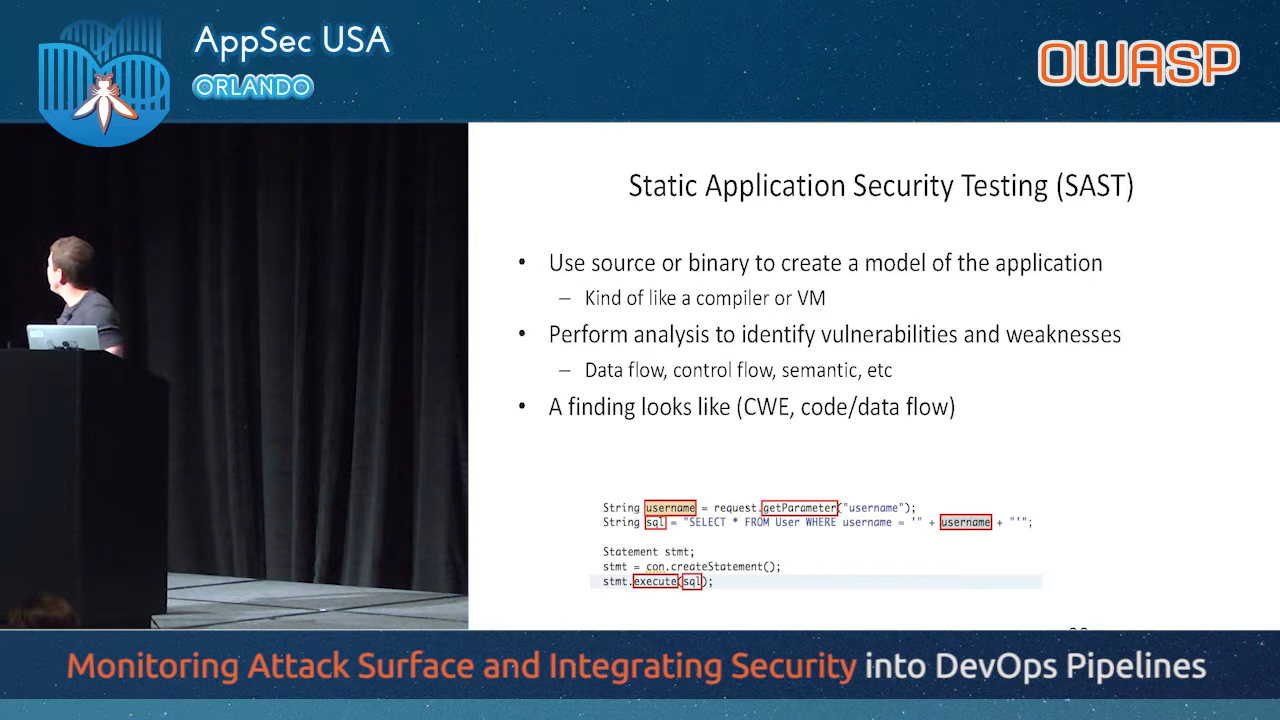 AppSec USA
ORLANDO
OWASP
Static Application Security Testing (SAST)
• Use source or binary to create a model of the application
– Kind of like a compiler or VM
• Perform analysis to identify vulnerabilities and weaknesses
– Data flow, control flow, semantic, etc
• A finding looks like (CWE, code/data flow)
String username = request.getParameter("username");
String sql = "SELECT * FROM User WHERE username = '" + username + "'";
Statement stmt;
stmt = con.createStatement();
stmt.execute(sql);
Monitoring Attack Surface and Integrating Security into DevOps Pipelines